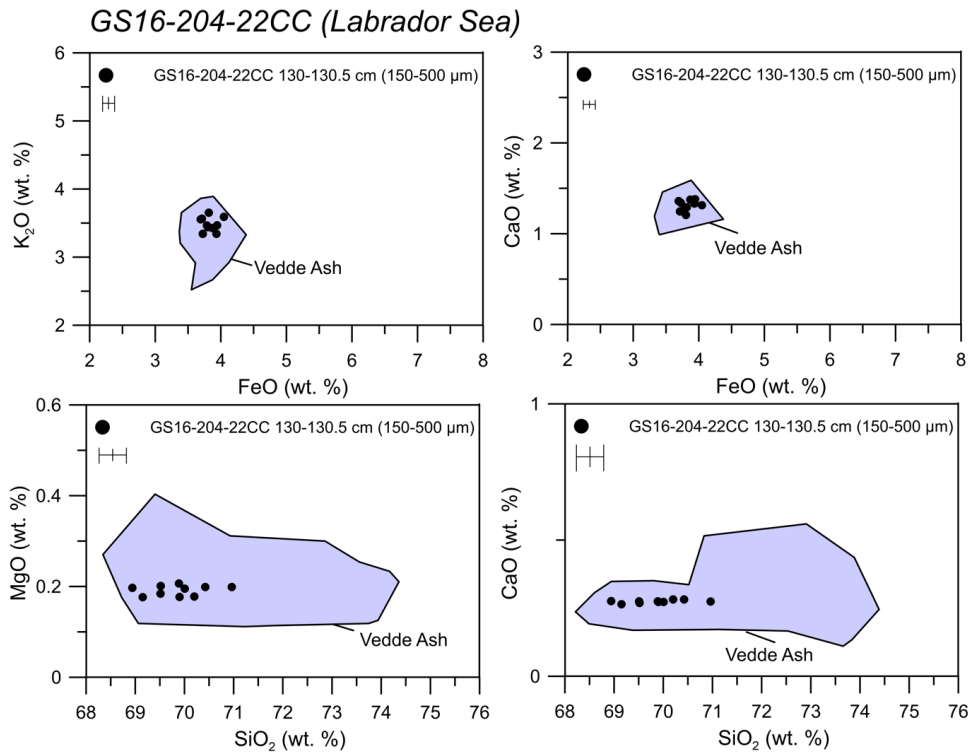 GS16-204-22CC (Labrador Sea)
6
5
4
3
2
K₂O (wt. %)
GS16-204-22CC 130-130.5 cm (150-500 µm)
Vedde Ash
2 3 4 5 6 7 8
FeO (wt. %)
3
2
1
0
CaO (wt. %)
GS16-204-22CC 130-130.5 cm (150-500 µm)
Vedde Ash
2 3 4 5 6 7 8
FeO (wt. %)
0.6
0.4
0.2
0
MgO (wt. %)
GS16-204-22CC 130-130.5 cm (150-500 µm)
Vedde Ash
68 69 70 71 72 73 74 75 76
SiO₂ (wt. %)
1
0
CaO (wt. %)
GS16-204-22CC 130-130.5 cm (150-500 µm)
Vedde Ash
68 69 70 71 72 73 74 75 76
SiO₂ (wt. %)